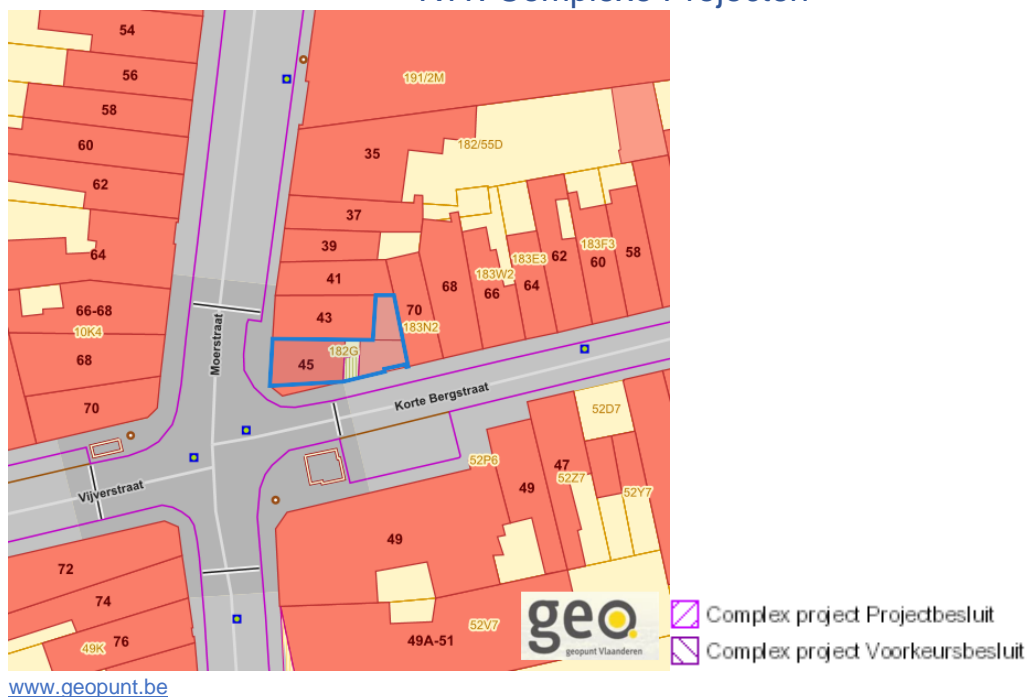 54
56
191/2M
58
60
35
182/55D
62
37
39
64
41
183E3
62
183F3
60
58
68
183W2
66
64
66-68
10K4
43
70
183N2
68
Moerstraat
182G
45
70
Korte Bergstraat
52D7
Vijverstraat
52P6
47
52Z7
49
52Y7
49
72
74
76
49K
52V7
49A-51
geo.
geopunt Vlaanderen
Complex project Projectbesluit
Complex project Voorkeursbesluit
www.geopunt.be